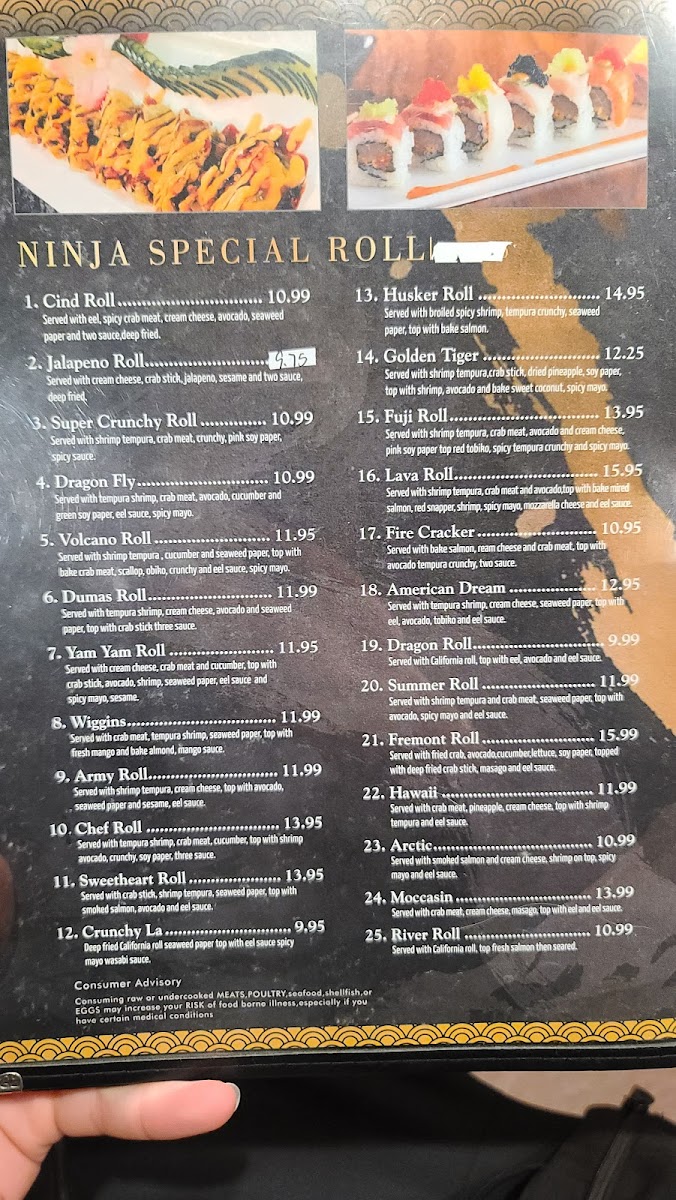 NINJA SPECIAL ROLL
1. Cind Roll.............................. 10.99
Served with eel, spicy crab meat, cream cheese, avocado, seaweed
paper and two sauce,deep fried.
2. Jalapeno Roll.......................... 9.75
Served with cream cheese, crab stick, jalapeno, sesame and two sauce,
deep fried.
3. Super Crunchy Roll .............. 10.99
Served with shrimp tempura, crab meat, crunchy, pink soy paper,
spicy sauce.
4. Dragon Fly............................ 10.99
Served with tempura shrimp, crab meat, avocado, cucumber and
green soy paper, eel sauce, spicy mayo.
5. Volcano Roll ......................... 11.95
Served with shrimp tempura , cucumber and seaweed paper, top with
bake crab meat, scallop, obiko, crunchy and eel sauce, spicy mayo.
6. Dumas Roll.......................... 11.99
Served with tempura shrimp, cream cheese, avocado and seaweed
paper, top with crab stick three sauce.
7. Yam Yam Roll ...................... 11.95
Served with cream cheese, crab meat and cucumber, top with
crab stick, avocado, shrimp, seaweed paper, eel sauce and
spicy mayo, sesame.
8. Wiggins............................... 11.99
Served with crab meat, tempura shrimp, seaweed paper, top with
fresh mango and bake almond, mango sauce.
9. Army Roll........................... 11.99
Served with shrimp tempura, cream cheese, top with avocado,
seaweed paper and sesame, eel sauce.
10. Chef Roll ............................ 13.95
Served with tempura shrimp, crab meat, cucumber, top with shrimp
avocado, crunchy, soy paper, three sauce.
11. Sweetheart Roll ................... 13.95
Served with crab stick, shrimp tempura, seaweed paper, top with
smoked salmon, avocado and eel sauce.
12. Crunchy La ........................... 9.95
Deep fried California roll seaweed paper top with eel sauce spicy
mayo wasabi sauce.
Consumer Advisory
Consuming raw or undercooked MEATS,POULTRY,seafood,shellfish,or
EGGS may increase your RISK of food borne illness,especially if you
have certain medical conditions
13. Husker Roll .......................... 14.95
Served with broiled spicy shrimp, tempura crunchy, seaweed
paper, top with bake salmon.
14. Golden Tiger ......................... 12.25
Served with shrimp tempura,crab stick, dried pineapple, soy paper,
top with shrimp, avocado and bake sweet coconut, spicy mayo.
15. Fuji Roll................................ 13.95
Served with shrimp tempura, crab meat, avocado and cream cheese,
pink soy paper top red tobiko, spicy tempura crunchy and spicy mayo.
16. Lava Roll.............................. 15.95
Served with shrimp tempura, crab meat and avocado,top with bake mired
salmon, red snapper, shrimp, spicy mayo, mozzarella cheese and eel sauce.
17. Fire Cracker ......................... 10.95
Served with bake salmon, ream cheese and crab meat, top with
avocado tempura crunchy, two sauce.
18. American Dream .................. 12.95
Served with tempura shrimp, cream cheese, seaweed paper, top with
eel, avocado, tobiko and eel sauce.
19. Dragon Roll........................... 9.99
Served with California roll, top with eel, avocado and eel sauce.
20. Summer Roll ........................ 11.99
Served with shrimp tempura and crab meat, seaweed paper, top with
avocado, spicy mayo and eel sauce.
21. Fremont Roll........................ 15.99
Served with fried crab, avocado,cucumber,lettuce, soy paper, topped
with deep fried crab stick, masago and eel sauce.
22. Hawaii ................................. 11.99
Served with crab meat, pineapple, cream cheese, top with shrimp
tempura and eel sauce.
23. Arctic................................... 10.99
Served with smoked salmon and cream cheese, shrimp on top, spicy
mayo and eel sauce.
24. Moccasin ............................. 13.99
Served with crab meat, cream cheese, masago, top with eel and eel sauce.
25. River Roll ............................ 10.99
Served with California roll, top fresh salmon then seared.